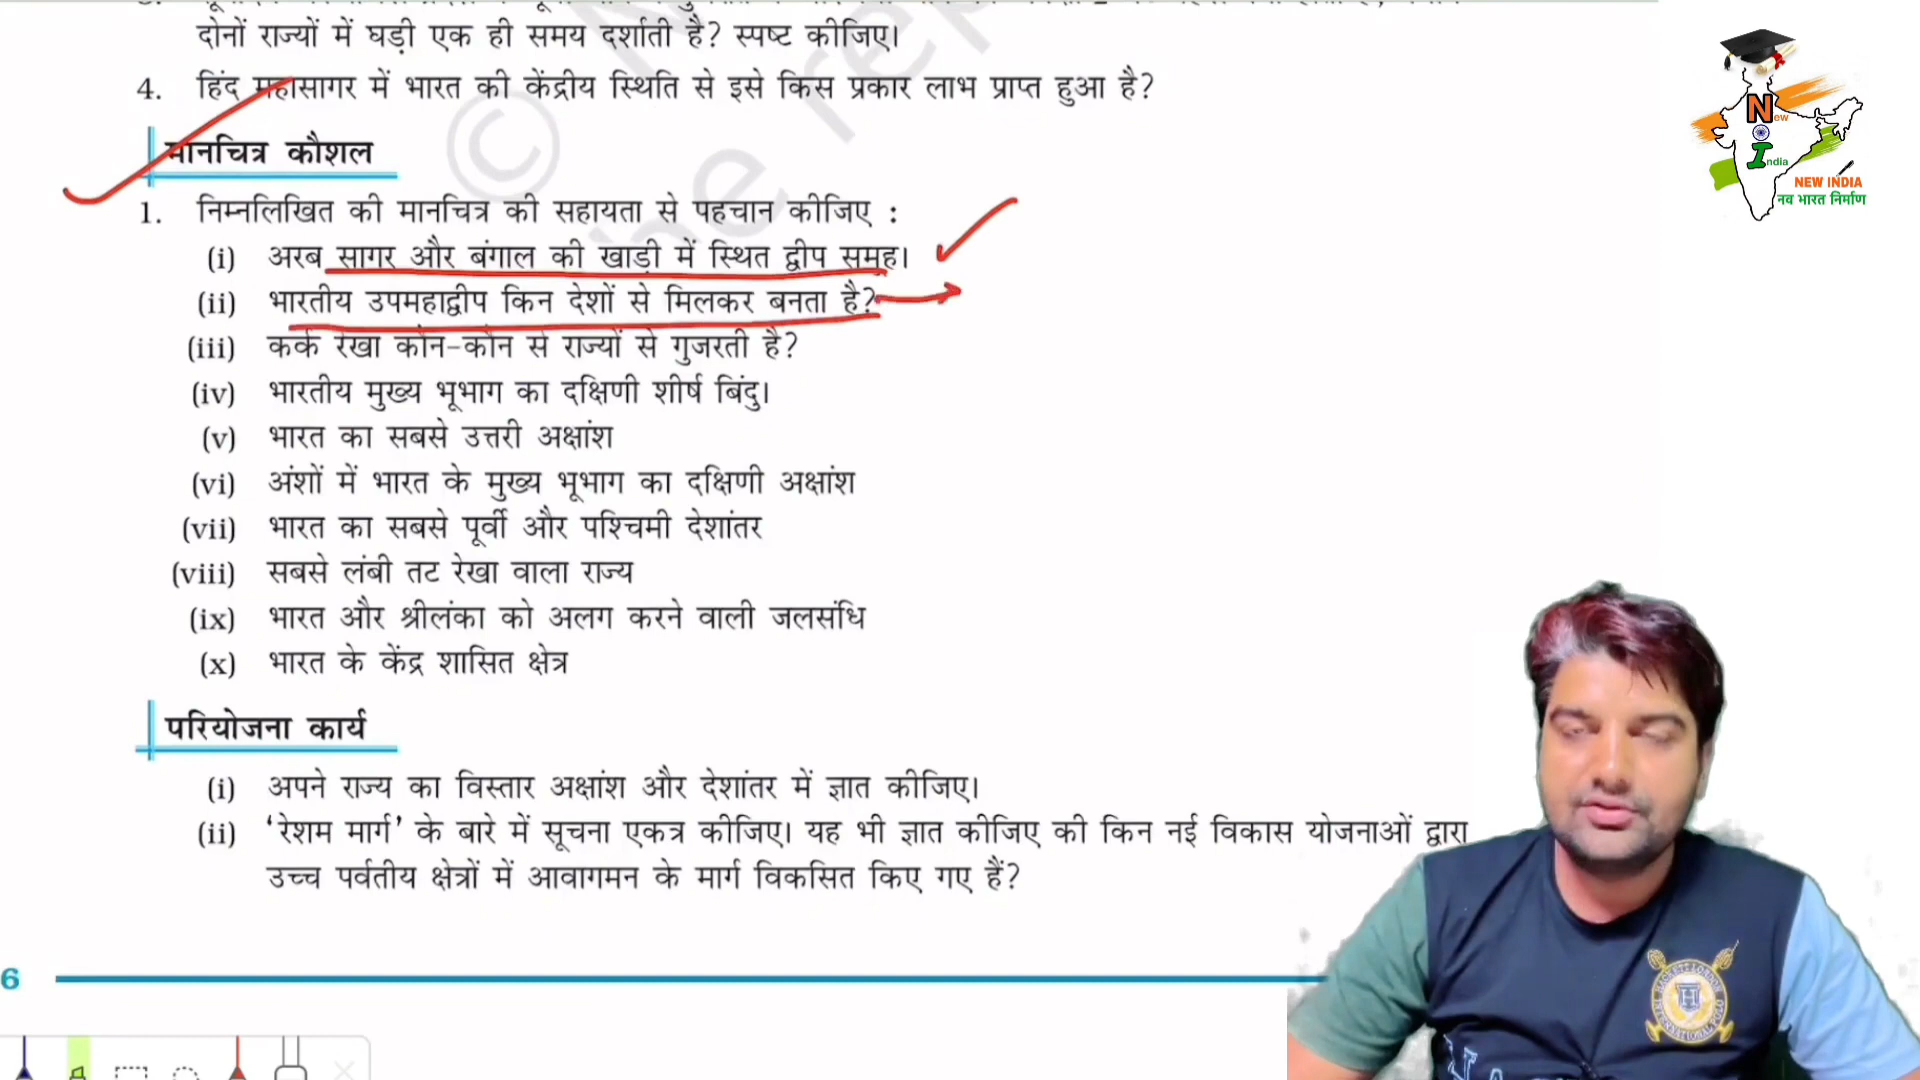 दोनों राज्यों में घड़ी एक ही समय दर्शाती है? स्पष्ट कीजिए।
4. हिंद महासागर में भारत की केंद्रीय स्थिति से इसे किस प्रकार लाभ प्राप्त हुआ है?
मानचित्र कौशल
1. निम्नलिखित की मानचित्र की सहायता से पहचान कीजिए :
(i) अरब सागर और बंगाल की खाड़ी में स्थित द्वीप समूह।
(ii) भारतीय उपमहाद्वीप किन देशों से मिलकर बनता है?
(iii) कर्क रेखा कौन-कौन से राज्यों से गुजरती है?
(iv) भारतीय मुख्य भूभाग का दक्षिणी शीर्ष बिंदु।
(v) भारत का सबसे उत्तरी अक्षांश
(vi) अंशों में भारत के मुख्य भूभाग का दक्षिणी अक्षांश
(vii) भारत का सबसे पूर्वी और पश्चिमी देशांतर
(viii) सबसे लंबी तट रेखा वाला राज्य
(ix) भारत और श्रीलंका को अलग करने वाली जलसंधि
(x) भारत के केंद्र शासित क्षेत्र
परियोजना कार्य
(i) अपने राज्य का विस्तार अक्षांश और देशांतर में ज्ञात कीजिए।
(ii) ‘रेशम मार्ग’ के बारे में सूचना एकत्र कीजिए। यह भी ज्ञात कीजिए की किन नई विकास योजनाओं द्वारा
उच्च पर्वतीय क्षेत्रों में आवागमन के मार्ग विकसित किए गए हैं?
6
New
India
NEW INDIA
नव भारत निर्माण
H